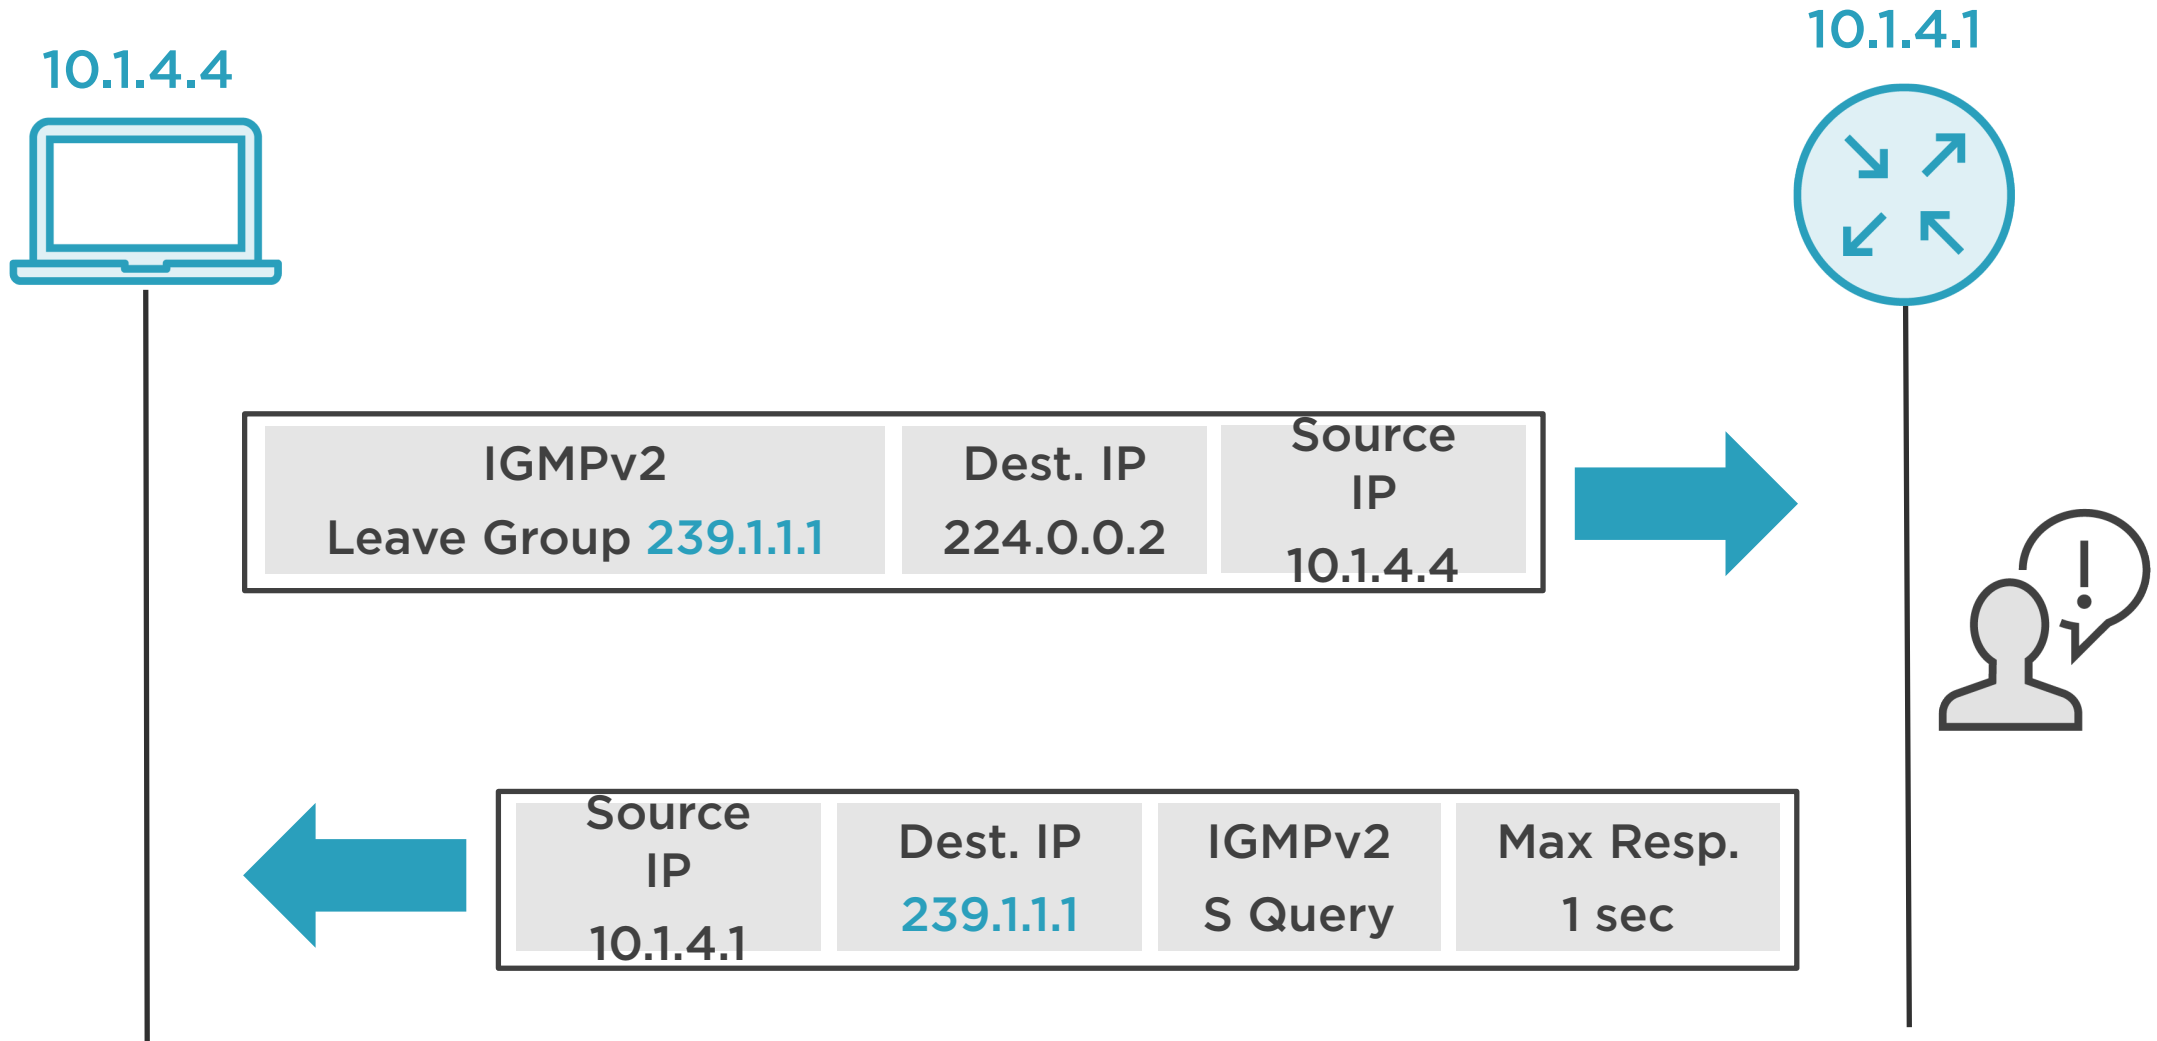 10.1.4.4
10.1.4.1
IGMPv2
Leave Group 239.1.1.1
Dest. IP
224.0.0.2
Source
IP
10.1.4.4
!
Source
IP
10.1.4.1
Dest. IP
239.1.1.1
IGMPv2
S Query
Max Resp.
1 sec